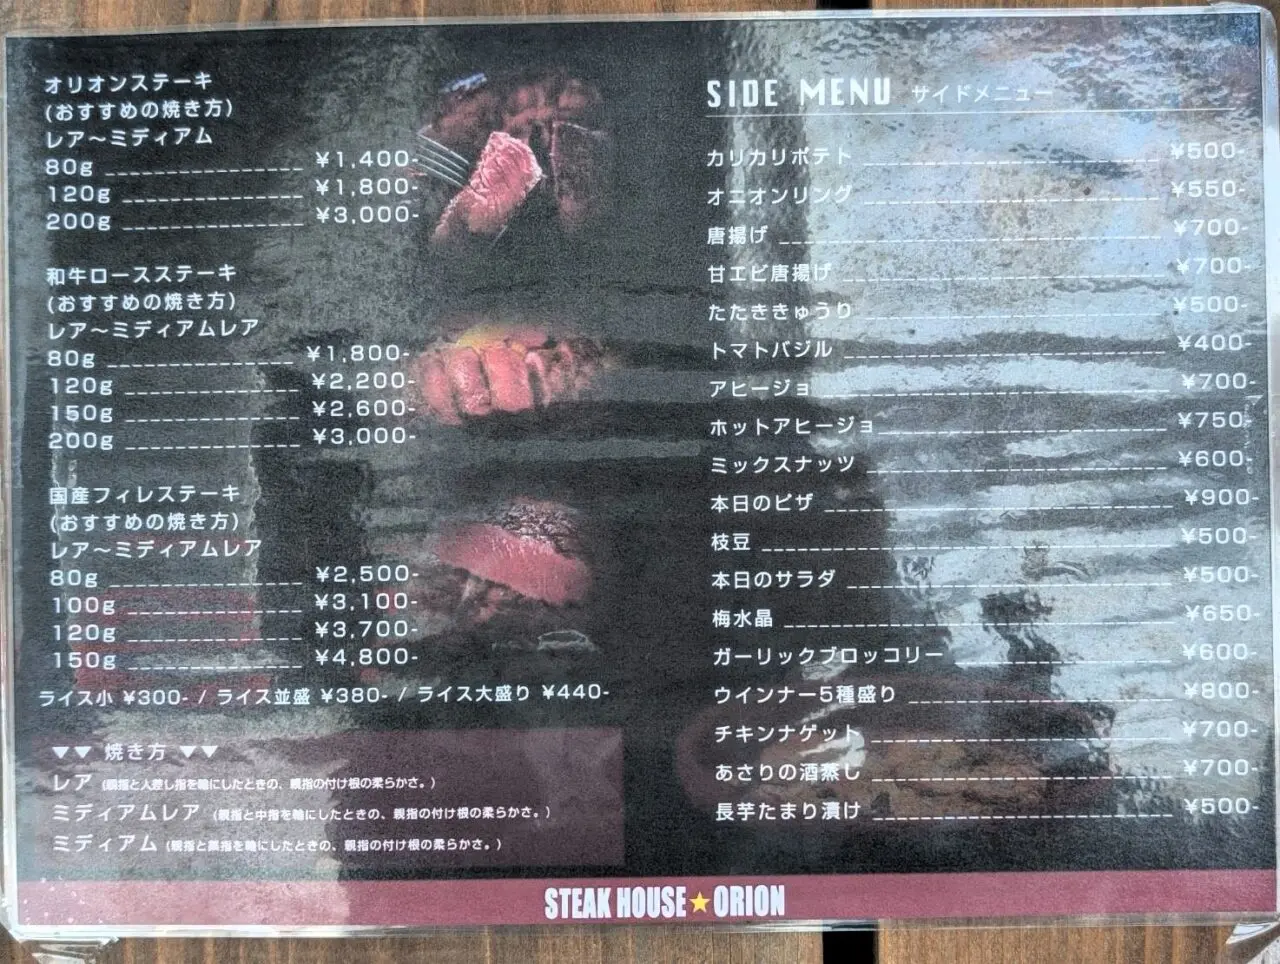 オリオンステーキ
(おすすめの焼き方)
レア～ミディアム
80g ¥1,400-
120g ¥1,800-
200g ¥3,000-
和牛ロースステーキ
(おすすめの焼き方)
レア～ミディアムレア
80g ¥1,800-
120g ¥2,200-
150g ¥2,600-
200g ¥3,000-
国産フィレステーキ
(おすすめの焼き方)
レア～ミディアムレア
80g ¥2,500-
100g ¥3,100-
120g ¥3,700-
150g ¥4,800-
ライス小 ¥300- / ライス並盛 ¥380- / ライス大盛り ¥440-
▼▼ 焼き方 ▼▼
レア (親指と人差し指を輪にしたときの、親指の付け根の柔らかさ。)
ミディアムレア (親指と中指を輪にしたときの、親指の付け根の柔らかさ。)
ミディアム (親指と薬指を輪にしたときの、親指の付け根の柔らかさ。)
SIDE MENU サイドメニュー
カリカリポテト ¥500-
オニオンリング ¥550-
唐揚げ ¥700-
甘エビ唐揚げ ¥700-
たたききゅうり ¥500-
トマトバジル ¥400-
アヒージョ ¥700-
ホットアヒージョ ¥750-
ミックスナッツ ¥600-
本日のピザ ¥900-
枝豆 ¥500-
本日のサラダ ¥500-
梅水晶 ¥650-
ガーリックブロッコリー ¥600-
ウインナー5種盛り ¥800-
チキンナゲット ¥700-
あさりの酒蒸し ¥700-
長芋たまり漬け ¥500-
STEAK HOUSE★ORION